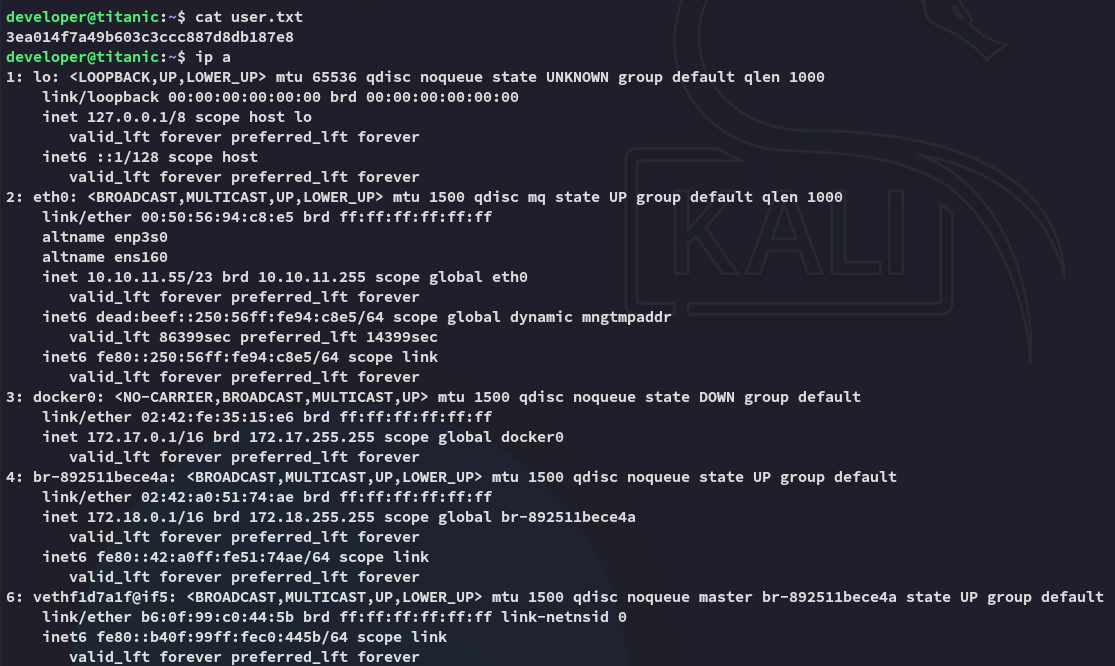 developer@titanic:~$ cat user.txt
3ea014f7a49b603c3ccc887d8db187e8
developer@titanic:~$ ip a
1: lo: <LOOPBACK,UP,LOWER_UP> mtu 65536 qdisc noqueue state UNKNOWN group default qlen 1000
    link/loopback 00:00:00:00:00:00 brd 00:00:00:00:00:00
    inet 127.0.0.1/8 scope host lo
       valid_lft forever preferred_lft forever
    inet6 ::1/128 scope host
       valid_lft forever preferred_lft forever
2: eth0: <BROADCAST,MULTICAST,UP,LOWER_UP> mtu 1500 qdisc mq state UP group default qlen 1000
    link/ether 00:50:56:94:c8:e5 brd ff:ff:ff:ff:ff:ff
    altname enp3s0
    altname ens160
    inet 10.10.11.55/23 brd 10.10.11.255 scope global eth0
       valid_lft forever preferred_lft forever
    inet6 dead:beef::250:56ff:fe94:c8e5/64 scope global dynamic mngtmpaddr
       valid_lft 86399sec preferred_lft 14399sec
    inet6 fe80::250:56ff:fe94:c8e5/64 scope link
       valid_lft forever preferred_lft forever
3: docker0: <NO-CARRIER,BROADCAST,MULTICAST,UP> mtu 1500 qdisc noqueue state DOWN group default
    link/ether 02:42:fe:35:15:e6 brd ff:ff:ff:ff:ff:ff
    inet 172.17.0.1/16 brd 172.17.255.255 scope global docker0
       valid_lft forever preferred_lft forever
4: br-892511bece4a: <BROADCAST,MULTICAST,UP,LOWER_UP> mtu 1500 qdisc noqueue state UP group default
    link/ether 02:42:a0:51:74:ae brd ff:ff:ff:ff:ff:ff
    inet 172.18.0.1/16 brd 172.18.255.255 scope global br-892511bece4a
       valid_lft forever preferred_lft forever
    inet6 fe80::42:a0ff:fe51:74ae/64 scope link
       valid_lft forever preferred_lft forever
6: vethf1d7a1f@if5: <BROADCAST,MULTICAST,UP,LOWER_UP> mtu 1500 qdisc noqueue master br-892511bece4a state UP group default
    link/ether b6:0f:99:c0:44:5b brd ff:ff:ff:ff:ff:ff link-netnsid 0
    inet6 fe80::b40f:99ff:fec0:445b/64 scope link
       valid_lft forever preferred_lft forever
KALI